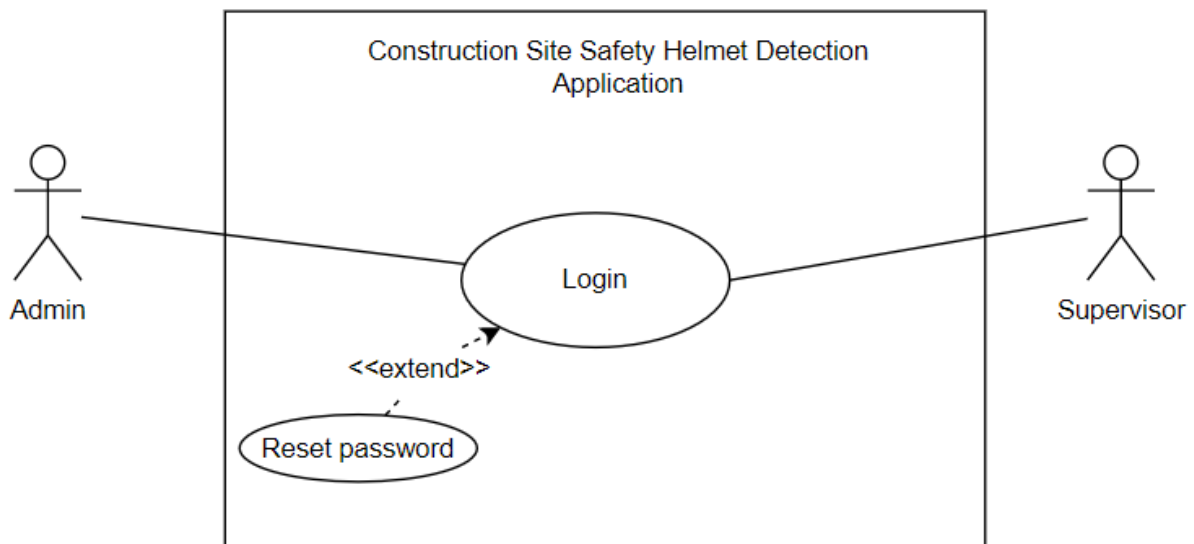 Construction Site Safety Helmet Detection
Application
Login
Admin
Supervisor
<<extend>>
Reset password